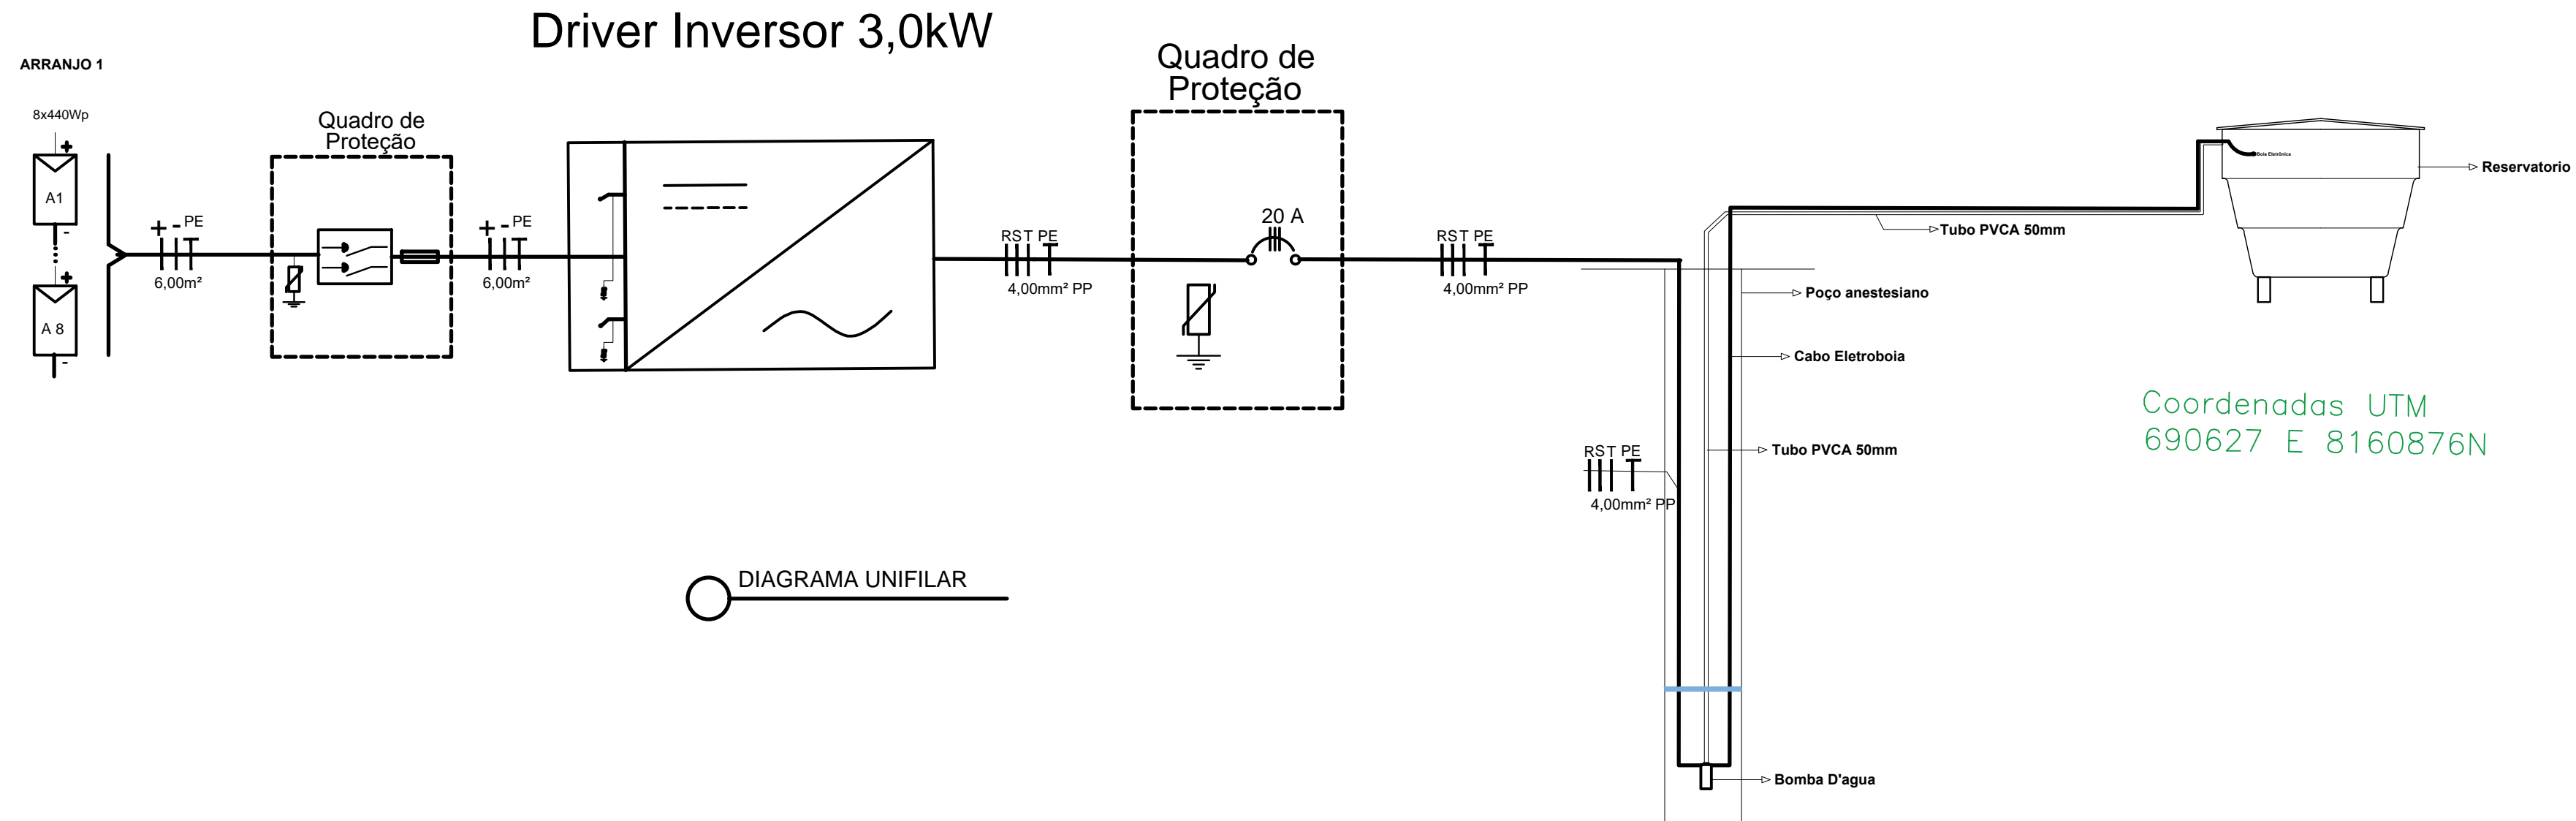 Driver Inversor 3,0kW
ARRANJO 1
8x440Wp
+
A1
-
+
A 8
-
+ - PE
6,00m²
Quadro de
Proteção
+ - PE
6,00m²
RST PE
4,00mm² PP
Quadro de
Proteção
20 A
RST PE
4,00mm² PP
RST PE
4,00mm² PP
Boia Eletrônica
Reservatorio
Tubo PVCA 50mm
Poço anestesiano
Cabo Eletroboia
Tubo PVCA 50mm
Bomba D'agua
Coordenadas UTM
690627 E 8160876N
DIAGRAMA UNIFILAR